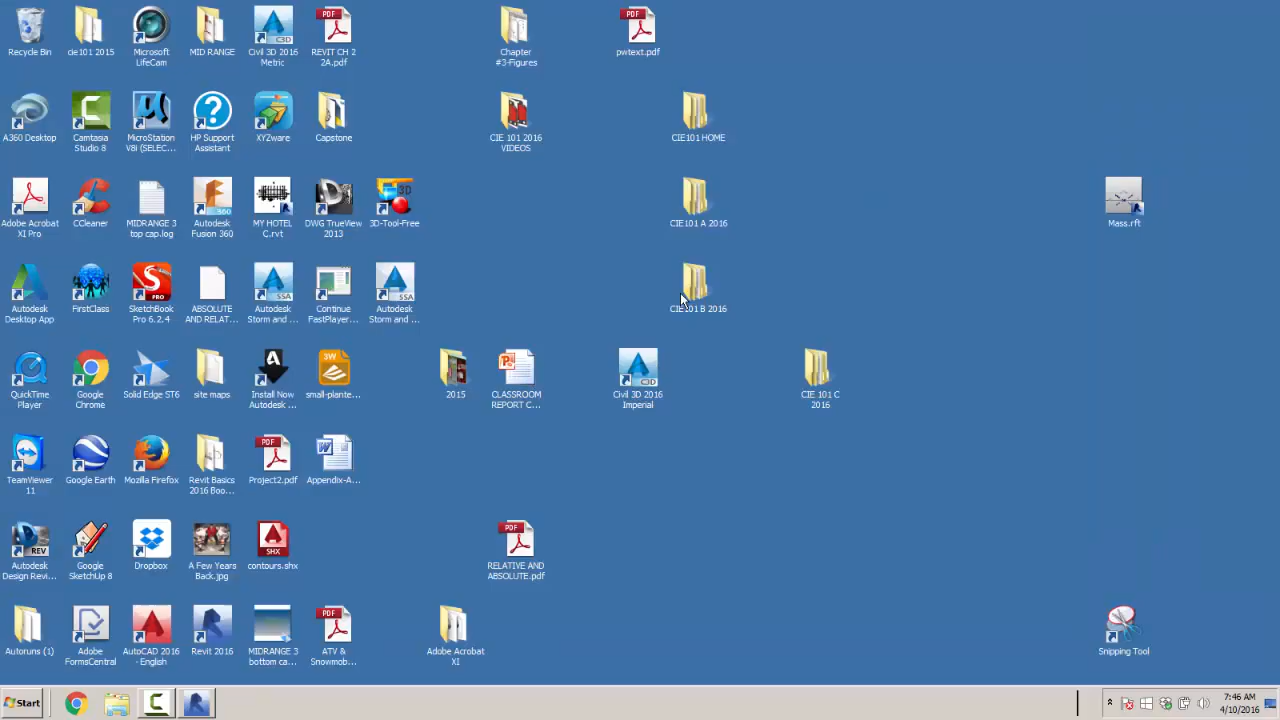 Recycle Bin
cie101 2015
Microsoft
LifeCam
MID RANGE
Civil 3D 2016
Metric
REVIT CH 2
2A.pdf
Chapter
#3-Figures
pwtext.pdf
A360 Desktop
Camtasia
Studio 8
MicroStation
V8i (SELEC...
HP Support
Assistant
XYZware
Capstone
CIE 101 2016
VIDEOS
CIE101 HOME
Adobe Acrobat
XI Pro
CCleaner
MIDRANGE 3
top cap.log
Autodesk
Fusion 360
MY HOTEL
C.rvt
DWG TrueView
2013
3D-Tool-Free
CIE101 A 2016
Mass.rft
Autodesk
Desktop App
FirstClass
SketchBook
Pro 6.2.4
ABSOLUTE
AND RELAT...
Autodesk
Storm and ...
Continue
FastPlayer...
Autodesk
Storm and ...
CIE101 B 2016
QuickTime
Player
Google
Chrome
Solid Edge ST6
site maps
Install Now
Autodesk ...
small-plante...
2015
CLASSROOM
REPORT C...
Civil 3D 2016
Imperial
CIE 101 C
2016
TeamViewer
11
Google Earth
Mozilla Firefox
Revit Basics
2016 Boo...
Project2.pdf
Appendix-A...
Autodesk
Design Revi...
Google
SketchUp 8
Dropbox
A Few Years
Back.jpg
contours.shx
RELATIVE AND
ABSOLUTE.pdf
Autoruns (1)
Adobe
FormsCentral
AutoCAD 2016
- English
Revit 2016
MIDRANGE 3
bottom ca...
ATV &
Snowmob...
Adobe Acrobat
XI
Snipping Tool
Start
7:46 AM
4/10/2016